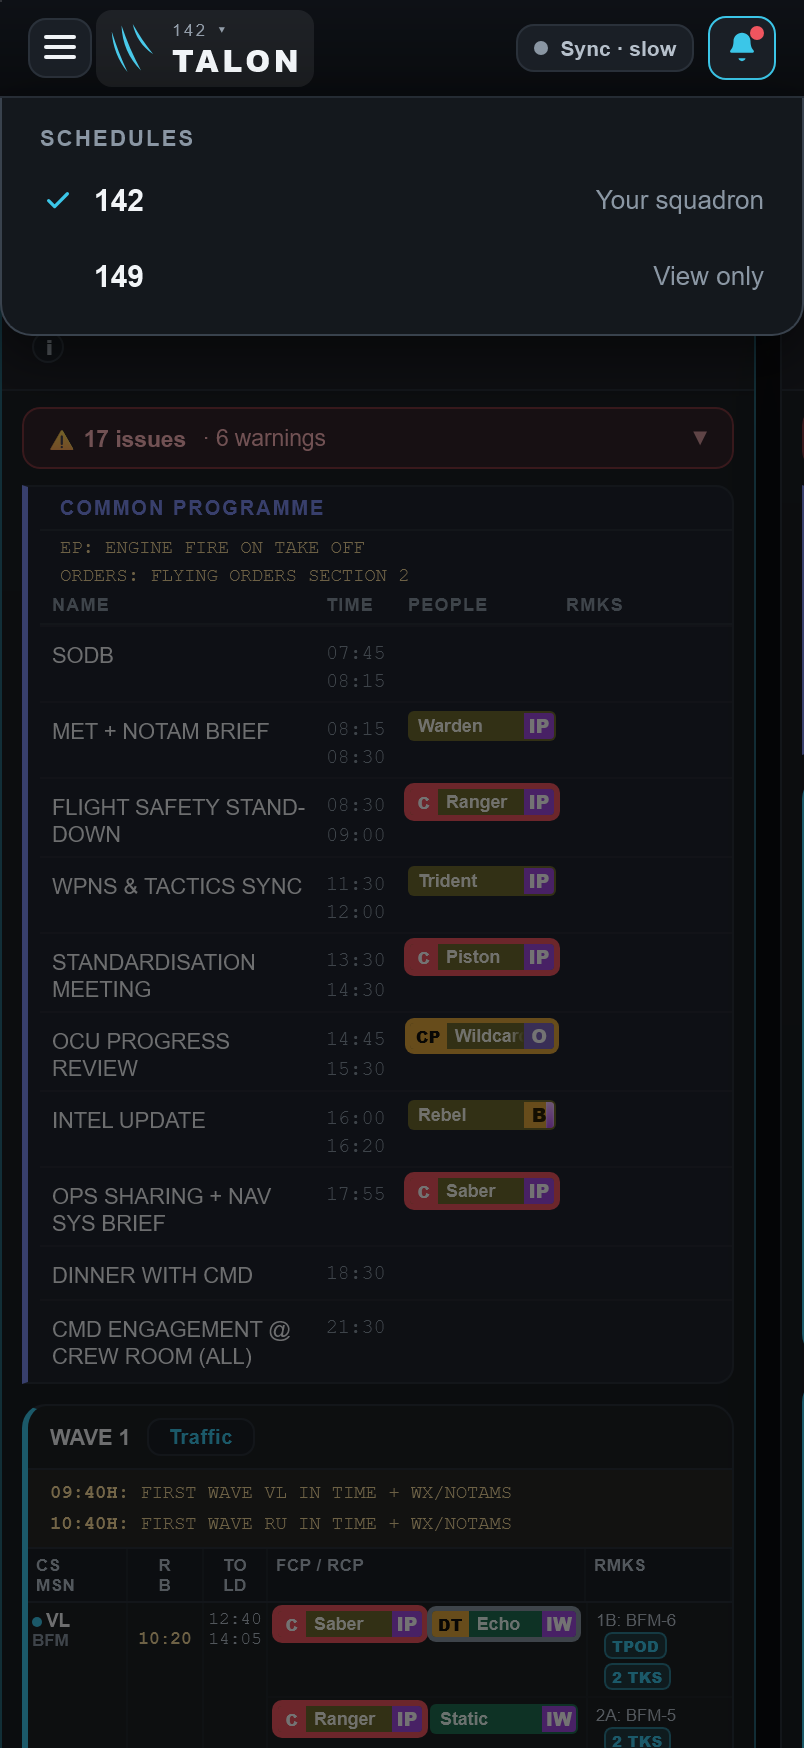 142 ▾
TALON
Sync · slow
SCHEDULES
142 Your squadron
149 View only
i
17 issues · 6 warnings ▼
COMMON PROGRAMME
EP: ENGINE FIRE ON TAKE OFF
ORDERS: FLYING ORDERS SECTION 2
NAME TIME PEOPLE RMKS
SODB 07:45
08:15
MET + NOTAM BRIEF 08:15 Warden IP
08:30
FLIGHT SAFETY STAND- 08:30 C Ranger IP
DOWN 09:00
WPNS & TACTICS SYNC 11:30 Trident IP
12:00
STANDARDISATION 13:30 C Piston IP
MEETING 14:30
OCU PROGRESS 14:45 CP Wildcar O
REVIEW 15:30
INTEL UPDATE 16:00 Rebel B
16:20
OPS SHARING + NAV 17:55 C Saber IP
SYS BRIEF
DINNER WITH CMD 18:30
CMD ENGAGEMENT @ 21:30
CREW ROOM (ALL)
WAVE 1 Traffic
09:40H: FIRST WAVE VL IN TIME + WX/NOTAMS
10:40H: FIRST WAVE RU IN TIME + WX/NOTAMS
CS R TO FCP / RCP RMKS
MSN B LD
VL 12:40 C Saber IP DT Echo IW 1B: BFM-6
BFM 10:20 14:05 TPOD
2 TKS
C Ranger IP Static IW 2A: BFM-5
2 TKS